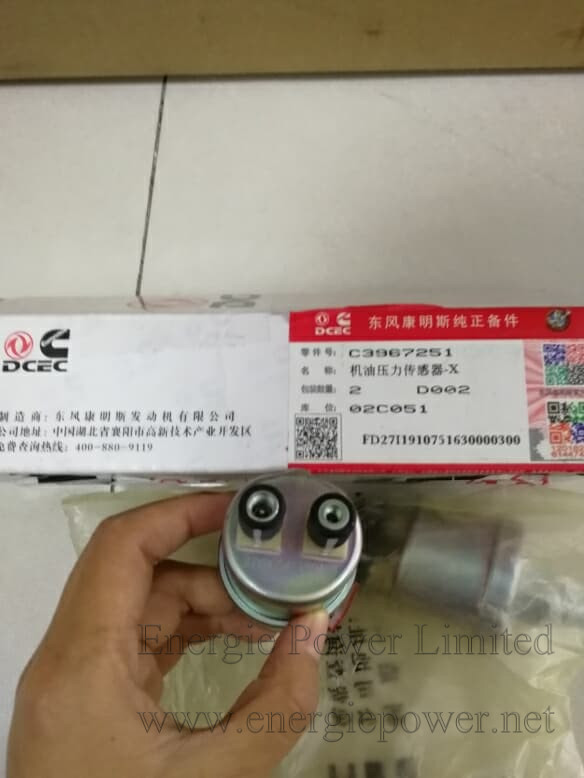 DCEC
制造商:东风康明斯发动机有限公司
公司地址:中国湖北省襄阳市高新技术产业开发区
免费查询热线:400-880-9119
DCEC
东风康明斯纯正备件
零件号: C3967251
名称: 机油压力传感器-X
包装数量: 2 D002
库位: 02C051
FD27I1910751630000300
Energie Power Limited
www.energiepower.net